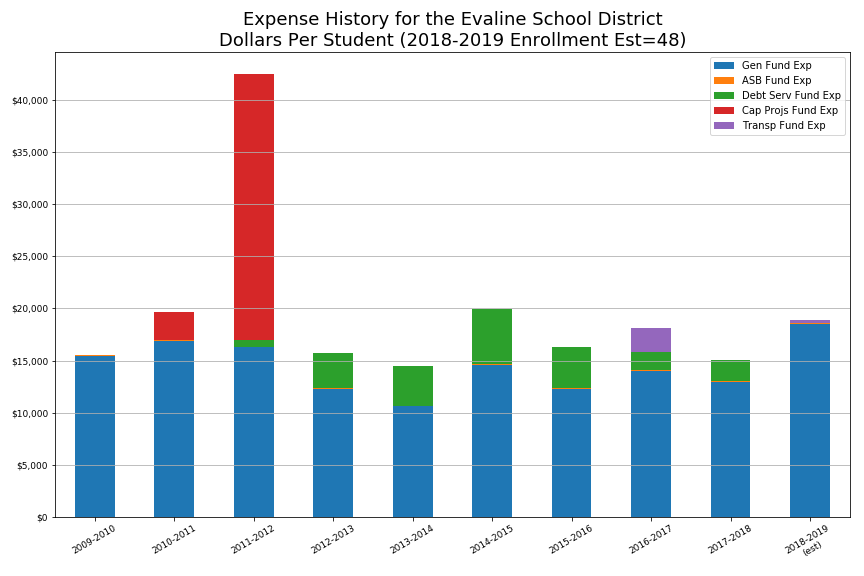 Expense History for the Evaline School District
Dollars Per Student (2018-2019 Enrollment Est=48)
Gen Fund Exp
ASB Fund Exp
Debt Serv Fund Exp
Cap Projs Fund Exp
Transp Fund Exp
$40,000
$35,000
$30,000
$25,000
$20,000
$15,000
$10,000
$5,000
$0
2009-2010
2010-2011
2011-2012
2012-2013
2013-2014
2014-2015
2015-2016
2016-2017
2017-2018
2018-2019
(est)